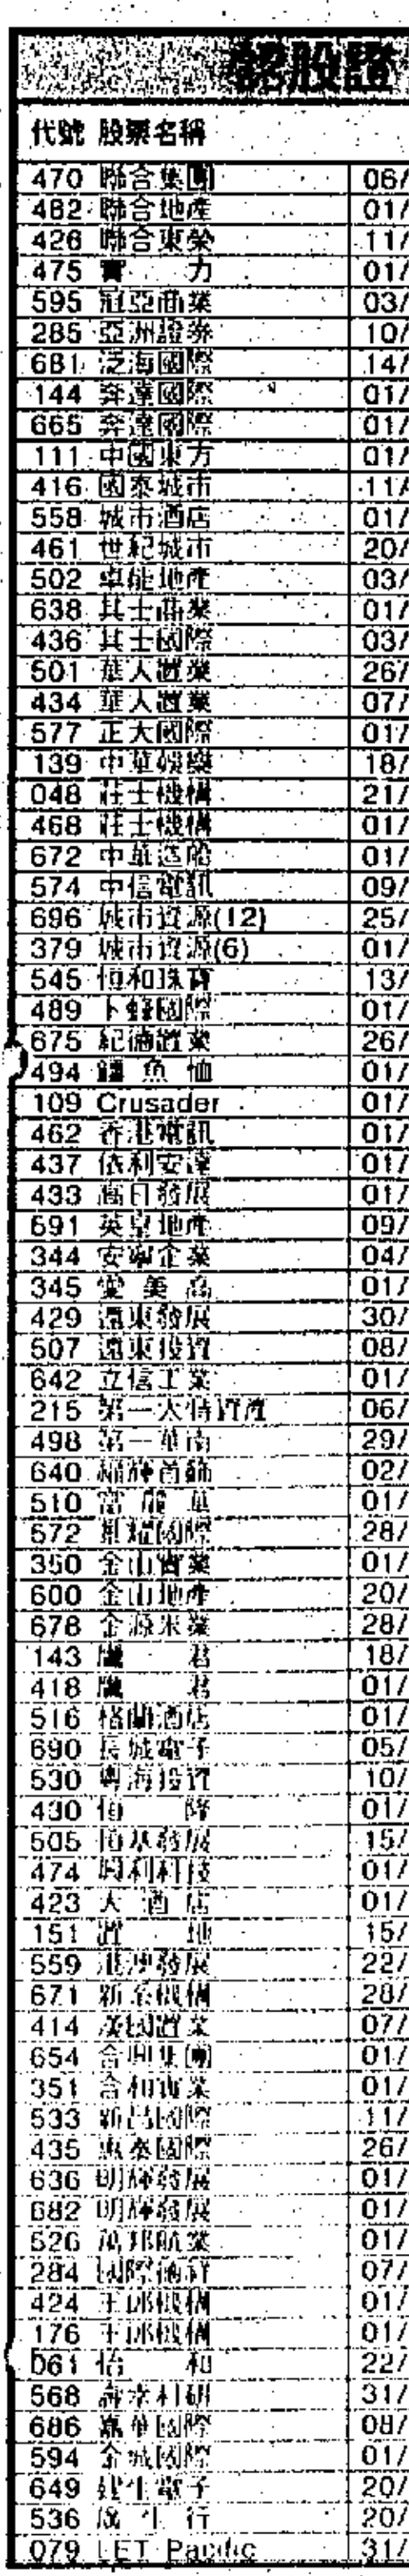 認股證
代號 股票名稱
470 聯合集團 06/
482 聯合地產 01/
426 聯合東榮 11/
475 實力 01/
595 冠亞商業 03/
285 亞洲證券 10/
681 泛海國際 14/
144 奔達國際 01/
665 奔達國際 01/
111 中國東方 01/
416 國泰城市 11/
558 城市酒店 01/
461 世紀城市 20/
502 卓能地產 03/
638 其士商業 01/
436 其士國際 03/
501 華人置業 26/
434 華人置業 07/
577 正大國際 01/
139 中華娛樂 18/
048 莊士機構 21/
468 莊士機構 01/
672 中華造船 01/
574 中信電訊 09/
696 城市資源(12) 25/
379 城市資源(6) 01/
545 恒和珠寶 13/
489 卜蜂國際 01/
675 紀備置業 26/
494 鱷魚恤 01/
109 Crusader 01/
462 香港電訊 01/
437 依利安達 01/
433 高日發展 01/
691 英皇地產 09/
344 安寧企業 04/
345 愛美高 01/
429 遠東發展 30/
507 遠東投資 08/
642 立信工業 01/
215 第一太特資產 06/
498 第一華南 29/
640 福輝首飾 02/
510 富麗華 01/
572 國際 28/
350 金山實業 01/
600 金山地產 20/
678 金源米業 28/
143 鷹君 18/
418 鷹君 01/
516 格蘭酒店 01/
690 長城電子 05/
530 粵海投資 10/
430 恒隆 01/
505 恒基發展 15/
474 興利科技 01/
423 大酒店 01/
151 置地 15/
559 港澳發展 22/
671 新系機構 28/
414 漢國置業 07/
654 合興集團 01/
351 合和實業 01/
533 新昌國際 11/
435 惠泰國際 26/
636 明輝發展 01/
682 明輝發展 01/
526 萬邦航業 01/
284 國際德祥 07/
424 王氏機構 01/
176 王氏機構 01/
061 怡和 22/
568 科研 31/
686 嘉華國際 08/
594 金城國際 01/
649 建生電子 20/
536 廣生行 20/
079 LET Pacific 31/